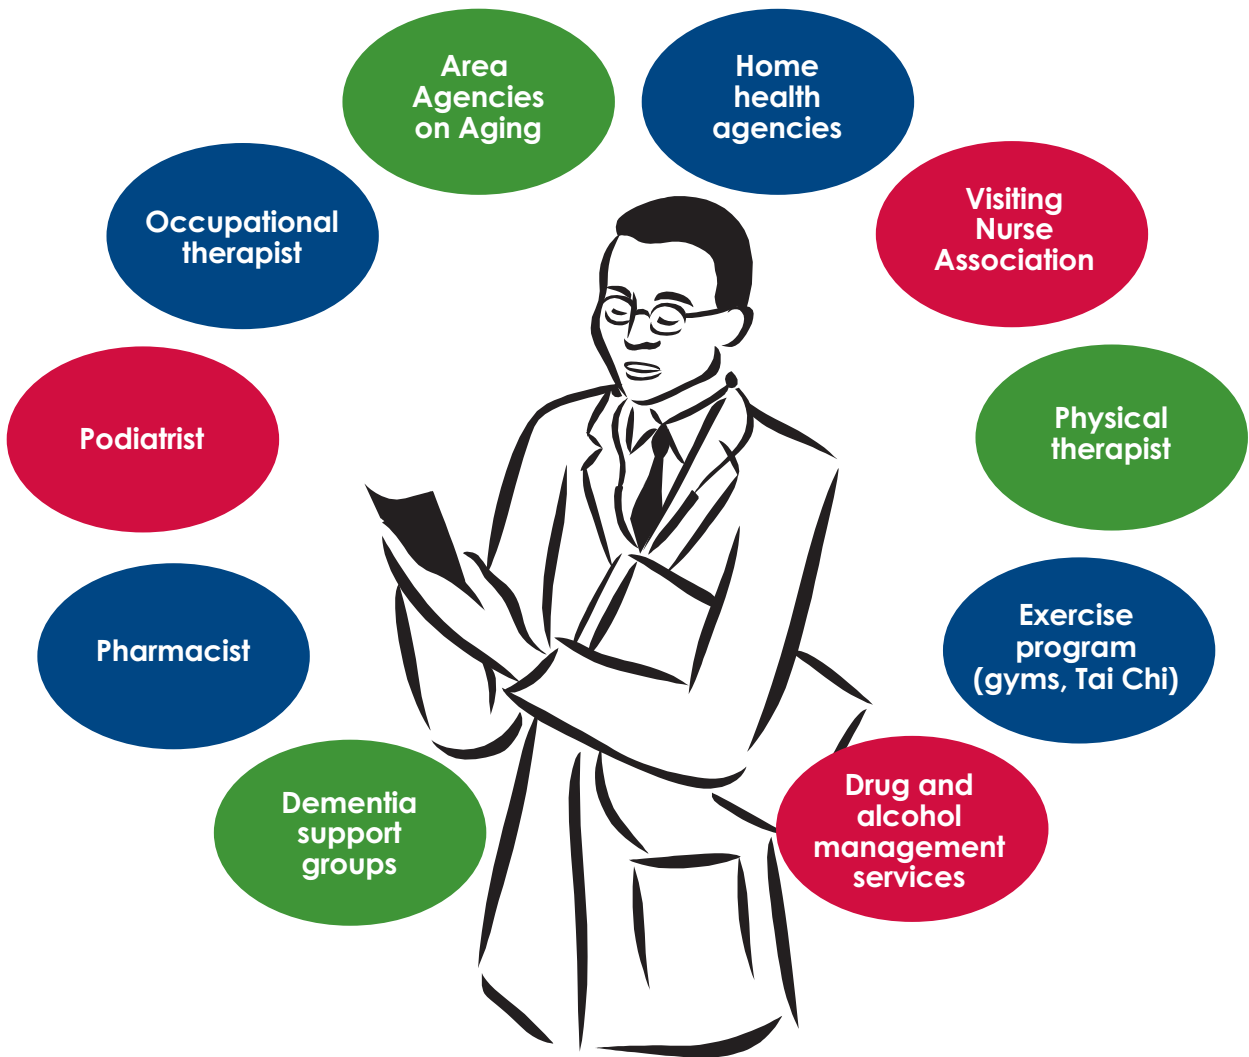 Area
Agencies
on Aging
Home
health
agencies
Visiting
Nurse
Association
Physical
therapist
Exercise
program
(gyms, Tai Chi)
Drug and
alcohol
management
services
Dementia
support
groups
Pharmacist
Podiatrist
Occupational
therapist